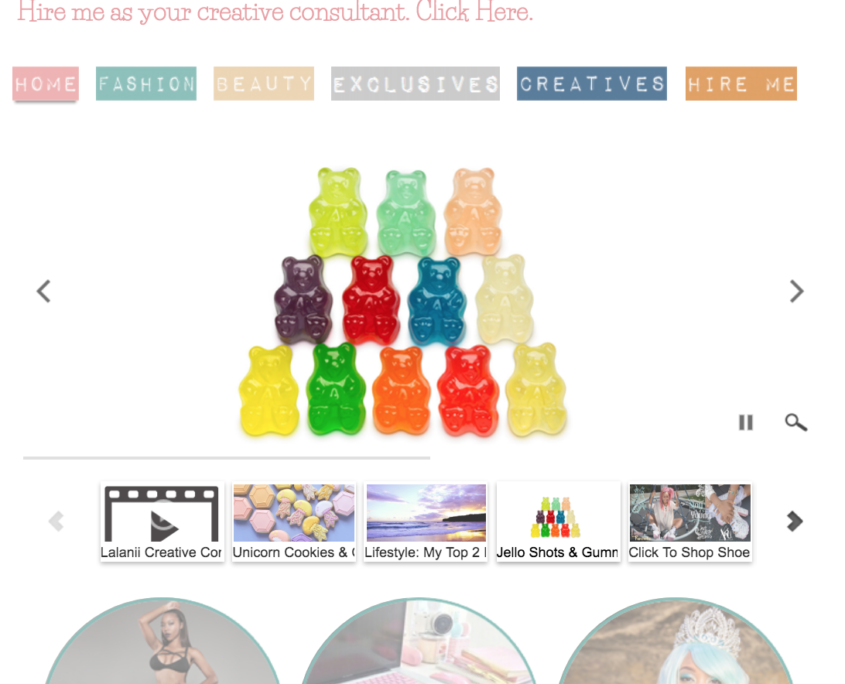 Hire me as your creative consultant. Click Here.
HOME FASHION BEAUTY EXCLUSIVES CREATIVES HIRE ME
Lalanii Creative Cor Unicorn Cookies & Lifestyle: My Top 2 Jello Shots & Gumm Click To Shop Shoe